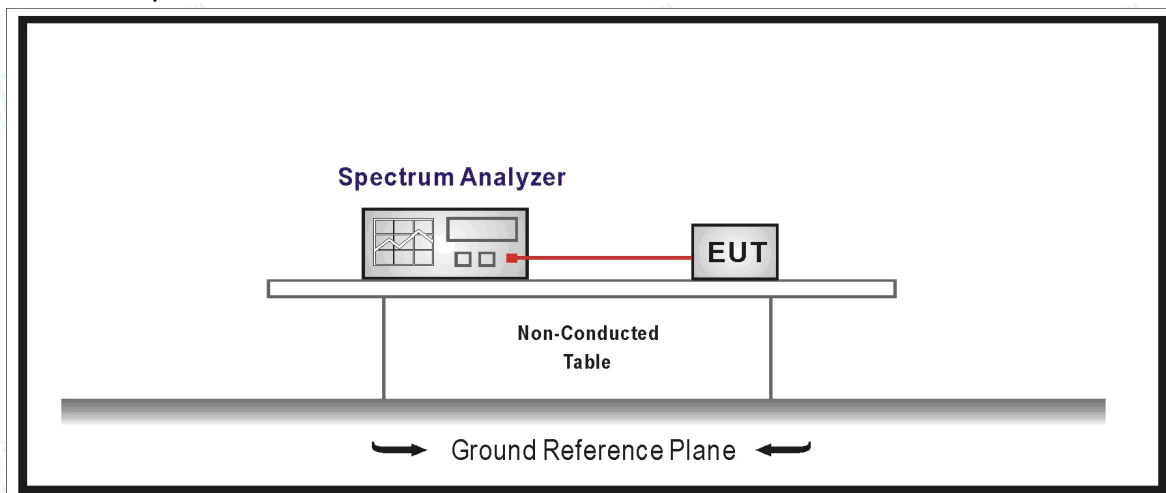 Spectrum Analyzer
EUT
Non-Conducted
Table
Ground Reference Plane